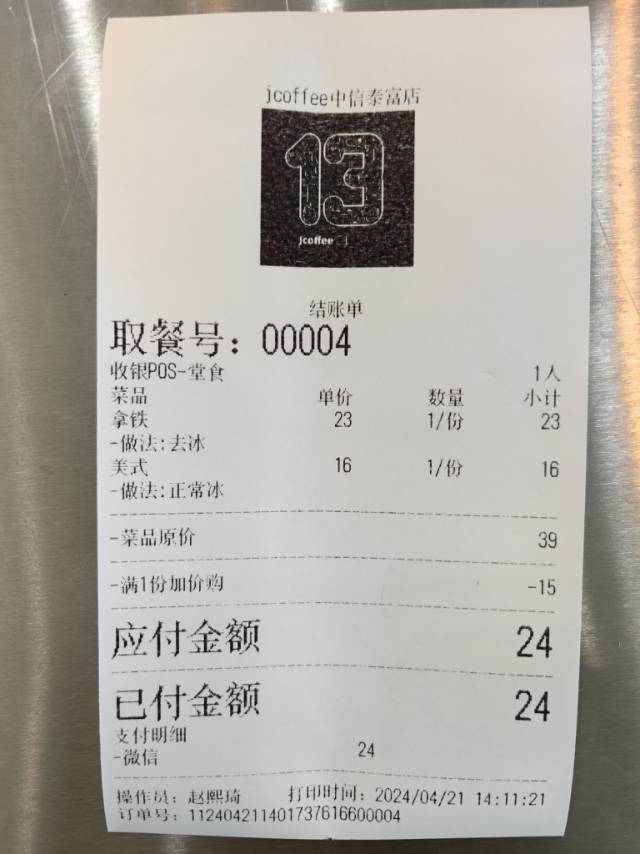 jcoffee中信泰富店
13
jcoffee
结账单
取餐号：00004
收银POS-堂食 1人
菜品 单价 数量 小计
拿铁 23 1/份 23
-做法:去冰
美式 16 1/份 16
-做法:正常冰
-菜品原价 39
-满1份加价购 -15
应付金额 24
已付金额 24
支付明细
-微信 24
操作员：赵熙琦 打印时间：2024/04/21 14:11:21
订单号：112404211401737616600004